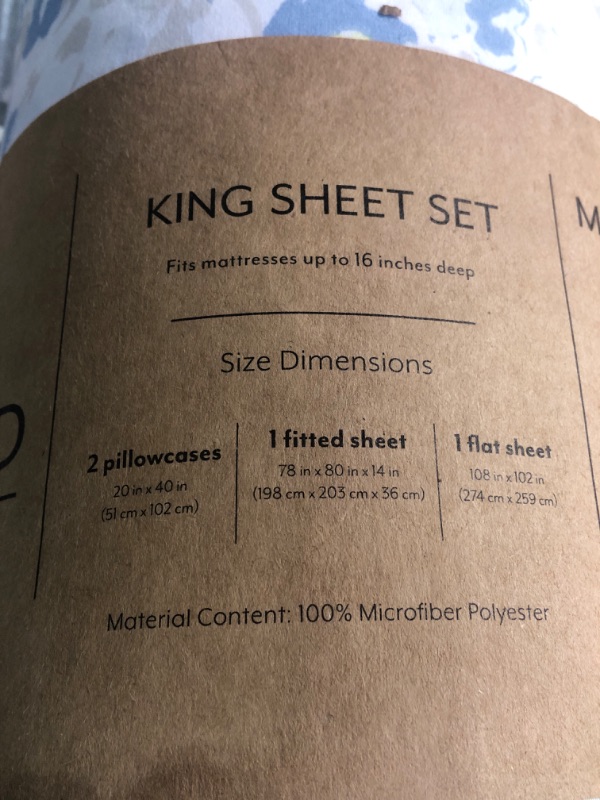 KING SHEET SET
Fits mattresses up to 16 inches deep
Size Dimensions
2 pillowcases
20 in x 40 in
(51 cm x 102 cm)
1 fitted sheet
78 in x 80 in x 14 in
(198 cm x 203 cm x 36 cm)
1 flat sheet
108 in x 102 in
(274 cm x 259 cm)
Material Content: 100% Microfiber Polyester